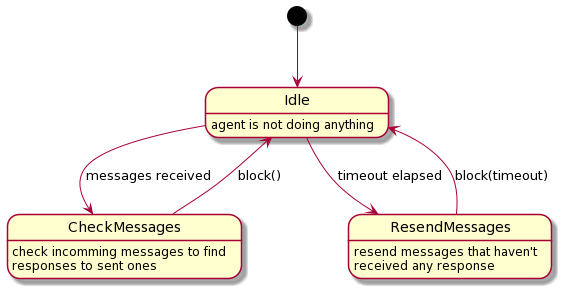 Idle
agent is not doing anything
messages received
block()
timeout elapsed
block(timeout)
CheckMessages
check incomming messages to find
responses to sent ones
ResendMessages
resend messages that haven't
received any response